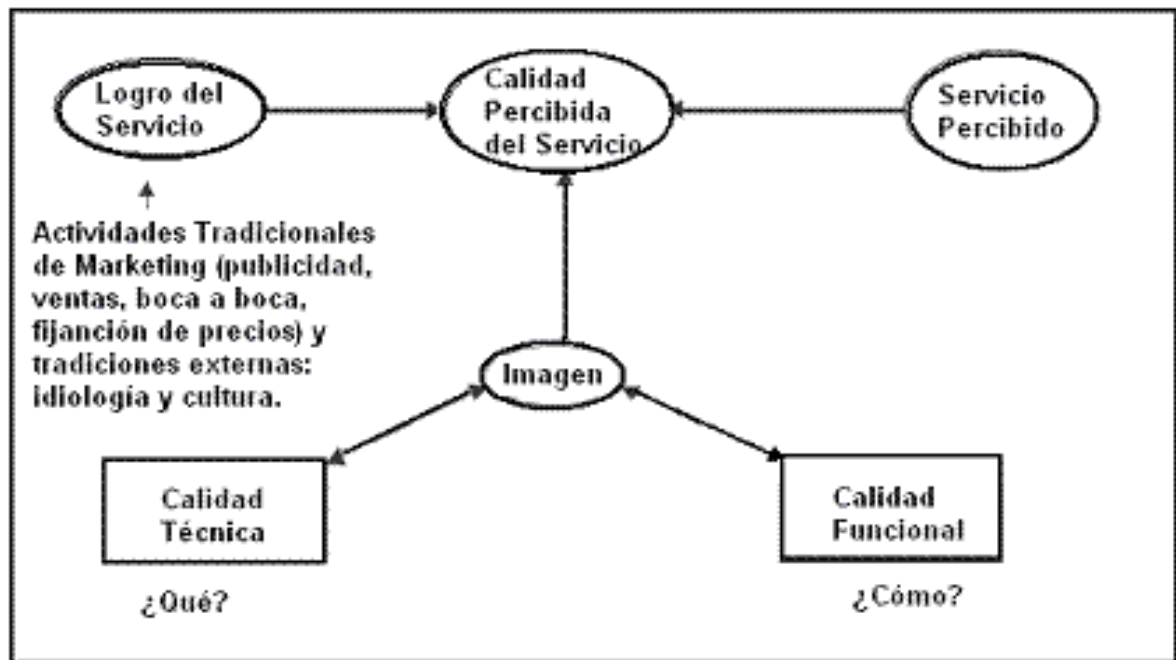 Logro del
Servicio
Calidad
Percibida
del Servicio
Servicio
Percibido
Actividades Tradicionales
de Marketing (publicidad,
ventas, boca a boca,
fijanción de precios) y
tradiciones externas:
idiología y cultura.
Imagen
Calidad
Técnica
¿Qué?
Calidad
Funcional
¿Cómo?